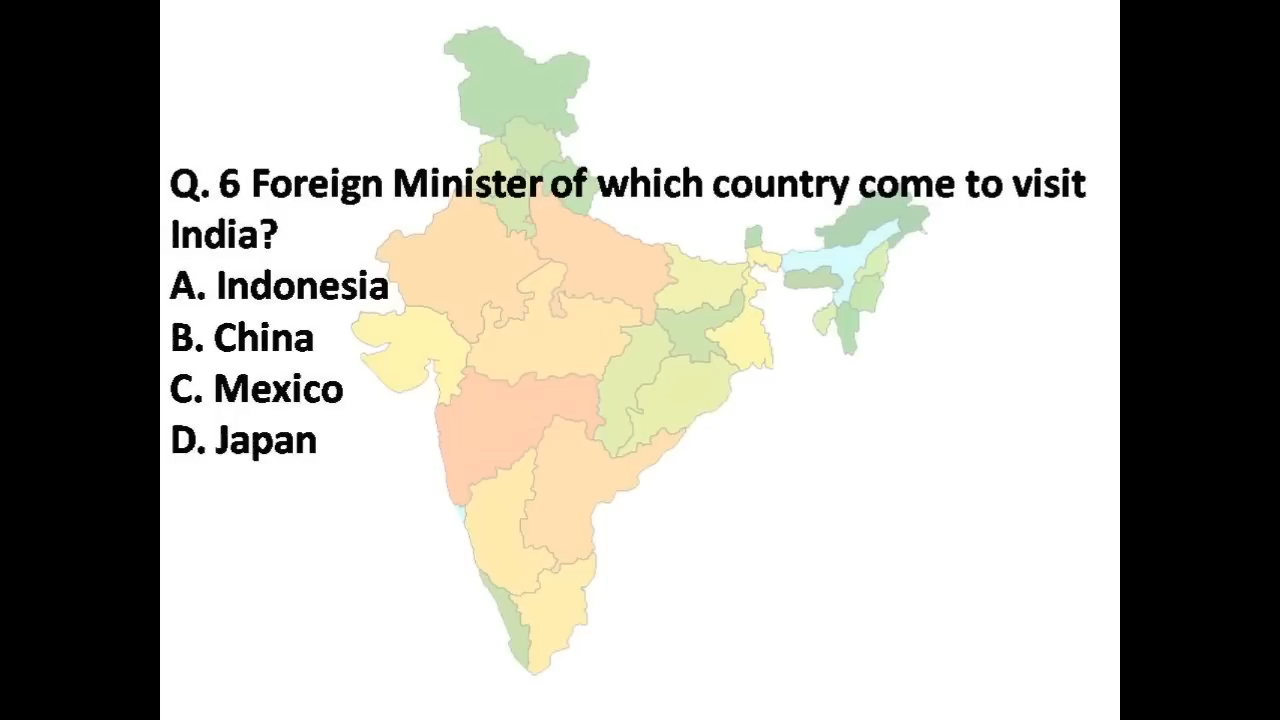 Q. 6 Foreign Minister of which country come to visit
India?
A. Indonesia
B. China
C. Mexico
D. Japan